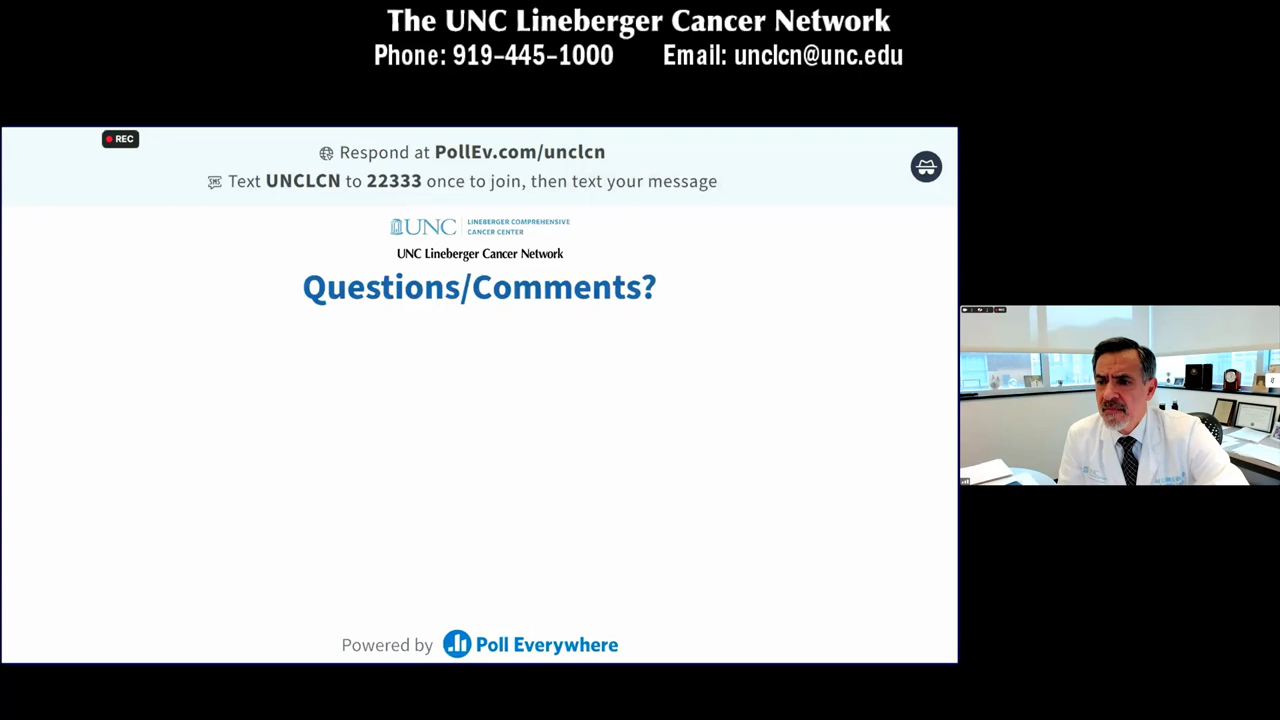 The UNC Lineberger Cancer Network
Phone: 919-445-1000 Email: unclcn@unc.edu
REC
Respond at PollEv.com/unclcn
SMS
Text UNCLCN to 22333 once to join, then text your message
UNC LINEBERGER COMPREHENSIVE
CANCER CENTER
UNC Lineberger Cancer Network
Questions/Comments?
UNC
Powered by Poll Everywhere